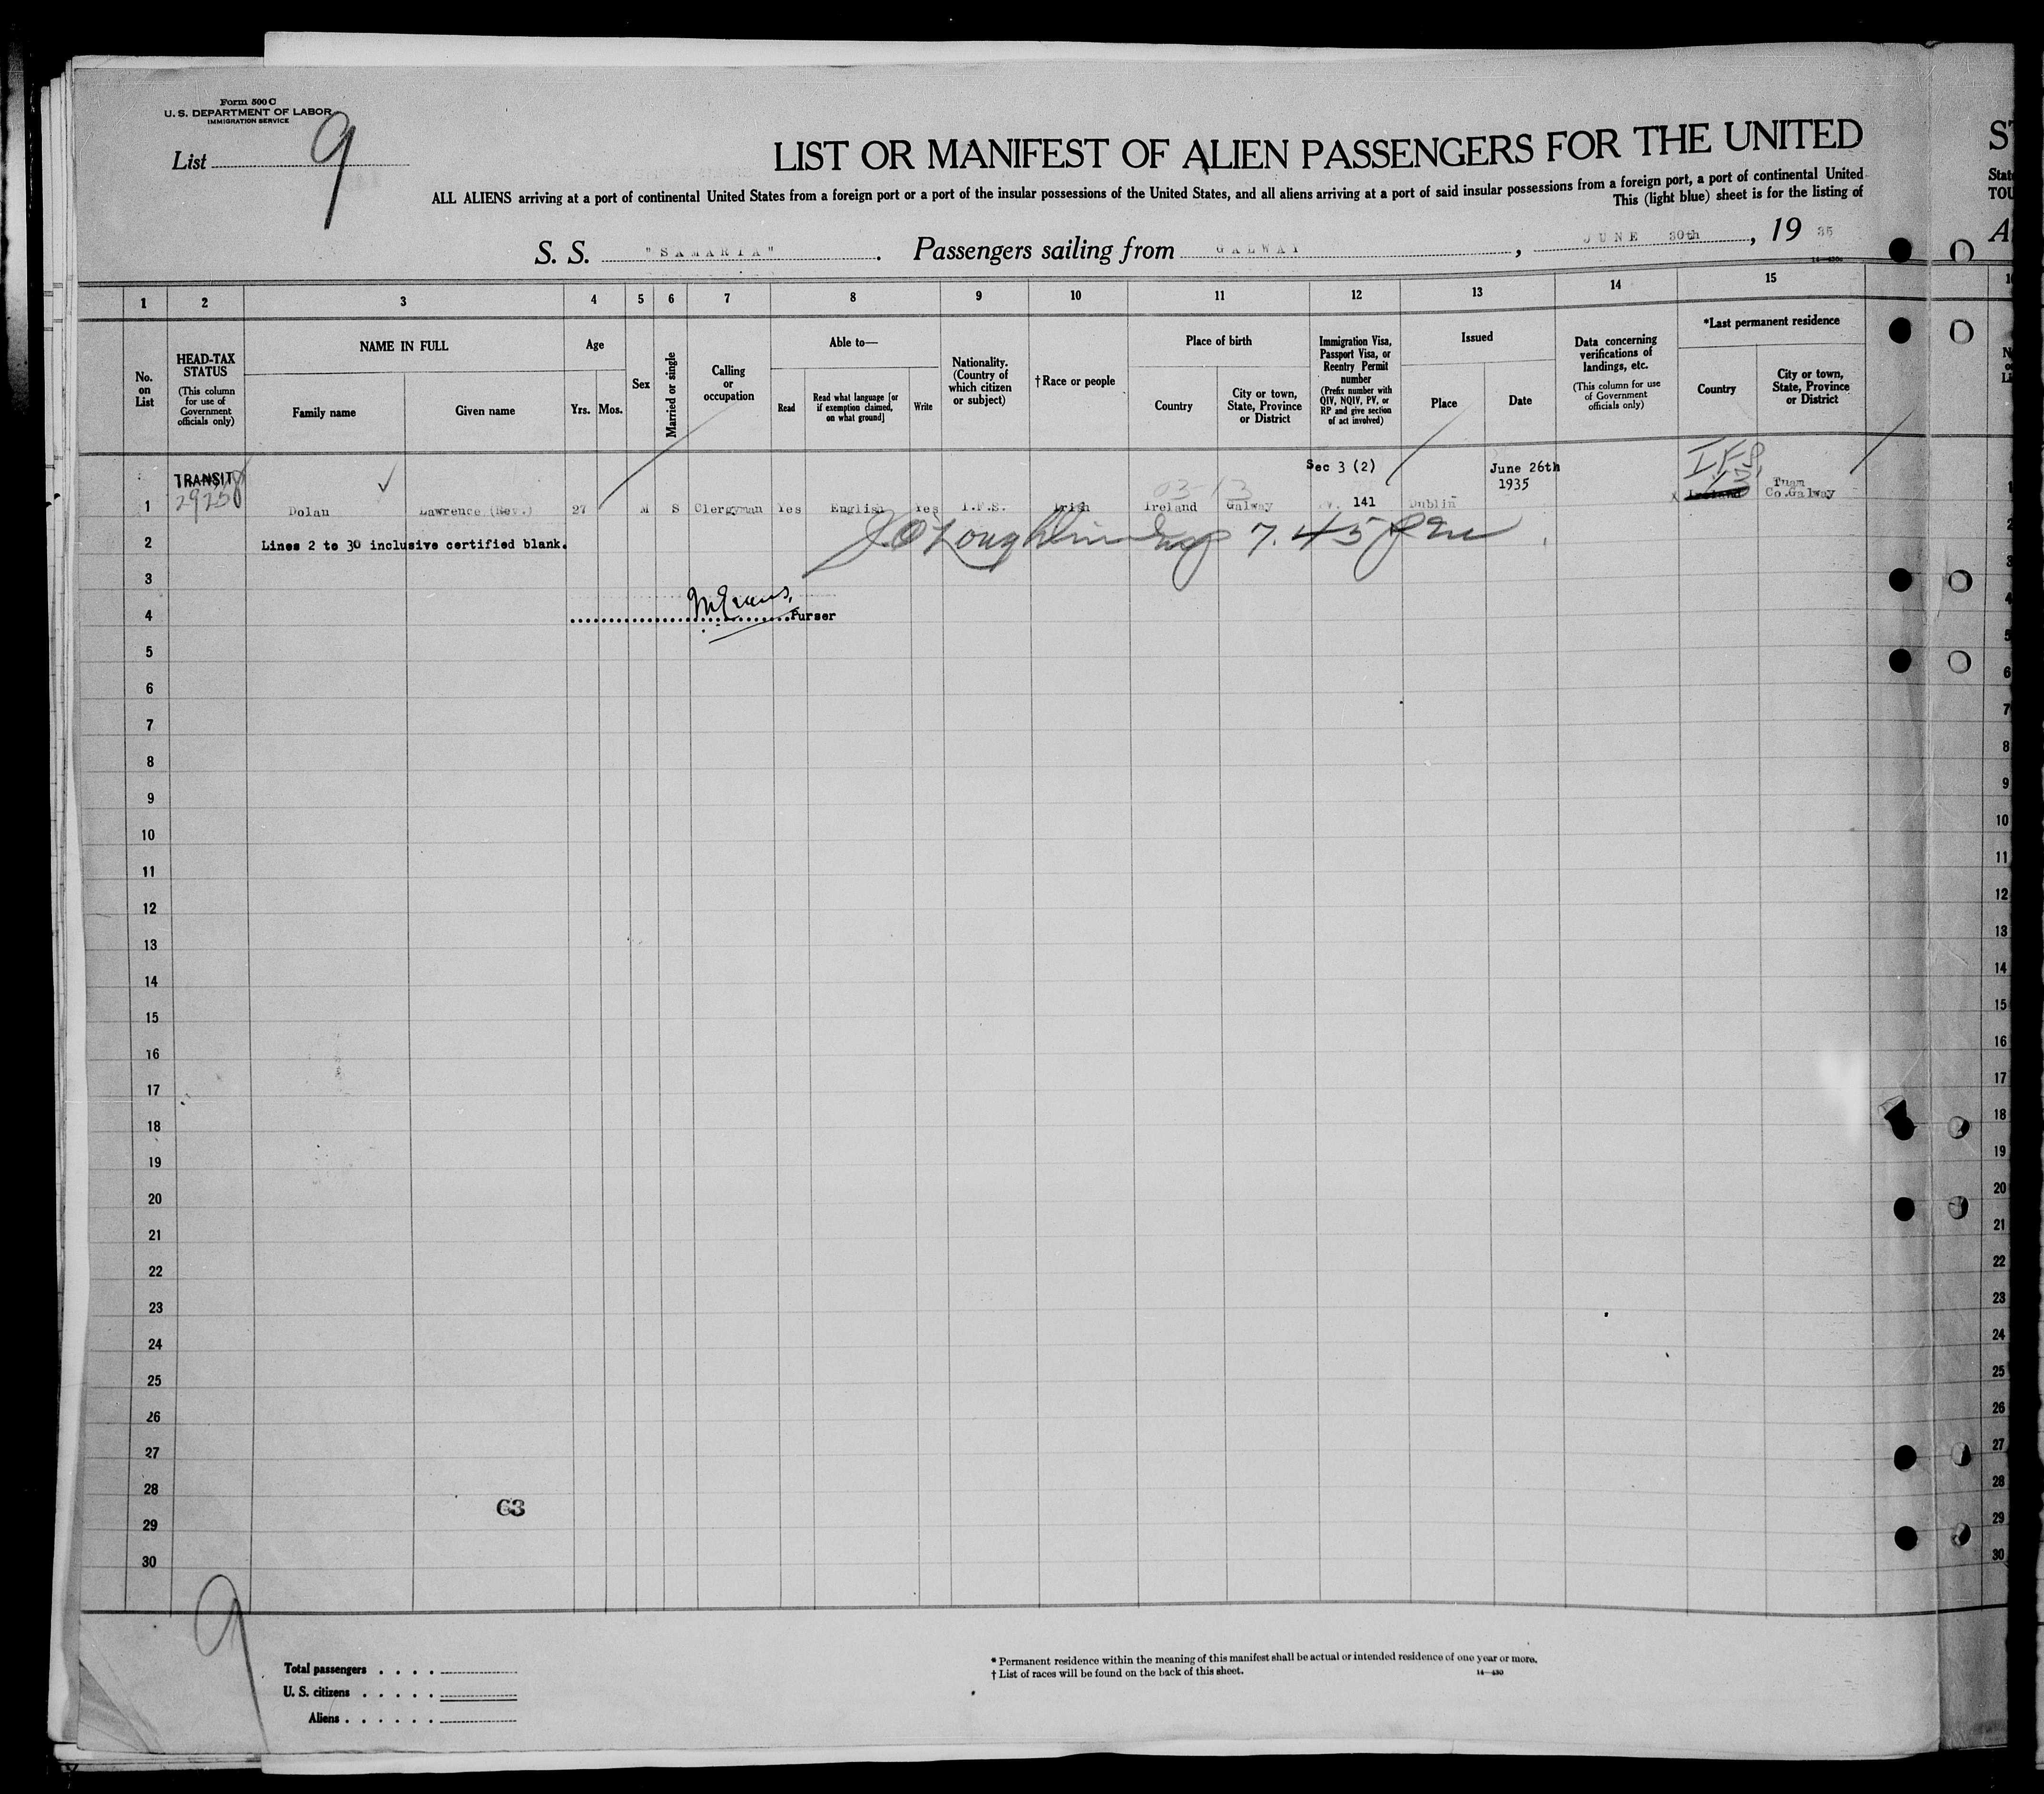 Form 500 C
U. S. DEPARTMENT OF LABOR
IMMIGRATION SERVICE
List 9
LIST OR MANIFEST OF ALIEN PASSENGERS FOR THE UNITED
ALL ALIENS arriving at a port of continental United States from a foreign port or a port of the insular possessions of the United States, and all aliens arriving at a port of said insular possessions from a foreign port, a port of continental United
This (light blue) sheet is for the listing of
S. S. "SAMARIA". Passengers sailing from GALWAY, JUNE 30th, 19 35
14—430
1 2 3 4 5 6 7 8 9 10 11 12 13 14 15
No. on List
HEAD-TAX STATUS
(This column for use of Government officials only)
NAME IN FULL
Family name
Given name
Age
Yrs. Mos.
Sex
Married or single
Calling or occupation
Able to—
Read
Read what language [or if exemption claimed, on what ground]
Write
Nationality. (Country of which citizen or subject)
† Race or people
Place of birth
Country
City or town, State, Province or District
Immigration Visa, Passport Visa, or Reentry Permit number
(Prefix number with QIV, NQIV, PV, or RP and give section of act involved)
Issued
Place
Date
Data concerning verifications of landings, etc.
(This column for use of Government officials only)
*Last permanent residence
Country
City or town, State, Province or District
TRANSIT Sec 3 (2) June 26th I.F.S.
29258 03-13 1935 Tuam
1 Dolan Lawrence (Rev.) 27 M S Clergyman Yes English Yes I.F.S. Irish Ireland Galway 141 Dublin x Ireland Co.Galway
2 Lines 2 to 30 inclusive certified blank. J. O'Loughlin 7.45
3
4 Purser
5
6
7
8
9
10
11
12
13
14
15
16
17
18
19
20
21
22
23
24
25
26
27
28
63
29
30
9
Total passengers
U. S. citizens
Aliens
* Permanent residence within the meaning of this manifest shall be actual or intended residence of one year or more.
† List of races will be found on the back of this sheet.
14—430